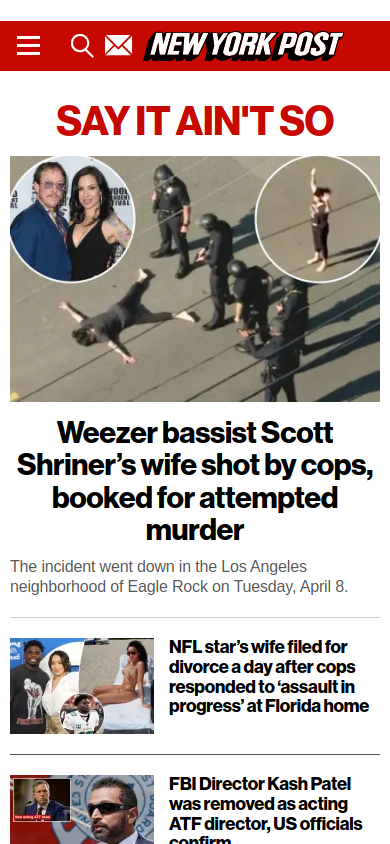 NEW YORK POST
SAY IT AIN'T SO
Weezer bassist Scott
Shriner’s wife shot by cops,
booked for attempted
murder
The incident went down in the Los Angeles
neighborhood of Eagle Rock on Tuesday, April 8.
NFL star’s wife filed for
divorce a day after cops
responded to ‘assault in
progress’ at Florida home
FBI Director Kash Patel
was removed as acting
ATF director, US officials
confirm